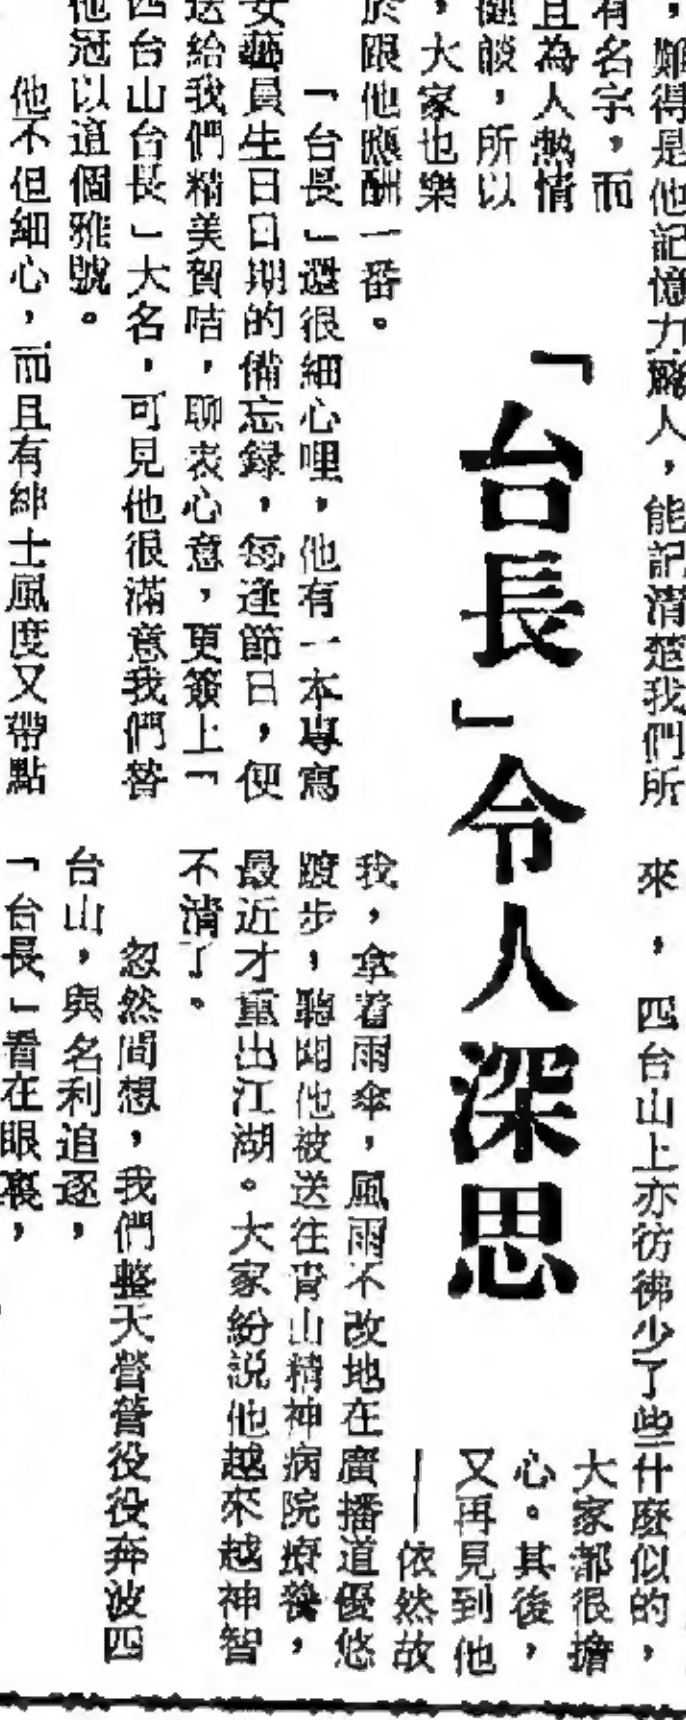 「台長」令人深思
，難得是他記憶力驚人，能記清楚我們所
有名字，而
且為人熱情
健談，所以
，大家也樂
於跟他應酬一番。
「台長」還很細心哩，他有一本專寫
女藝員生日日期的備忘錄，每逢節日，便
送給我們精美賀咭，聊表心意，更簽上「
四台山台長」大名，可見他很滿意我們替
他冠以這個雅號。
他不但細心，而且有紳士風度又帶點
來，四台山上亦彷彿少了些什麼似的，
大家都很擔
心。其後，
又再見到他
——依然故
我，拿着雨傘，風雨不改地在廣播道優悠
踱步，聽聞他被送往青山精神病院療養，
最近才重出江湖。大家紛説他越來越神智
不清了。
忽然間想，我們整天營營役役奔波四
台山，與名利追逐，
「台長」看在眼裏，